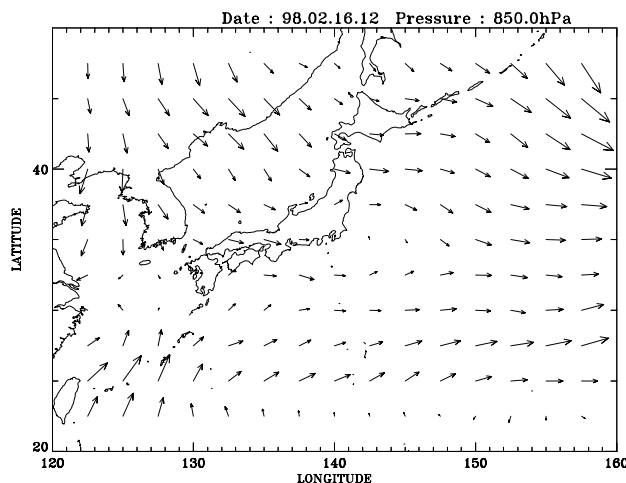 Date : 98.02.16.12 Pressure : 850.0hPa
40
LATITUDE
20
120 130 140 150 160
LONGITUDE